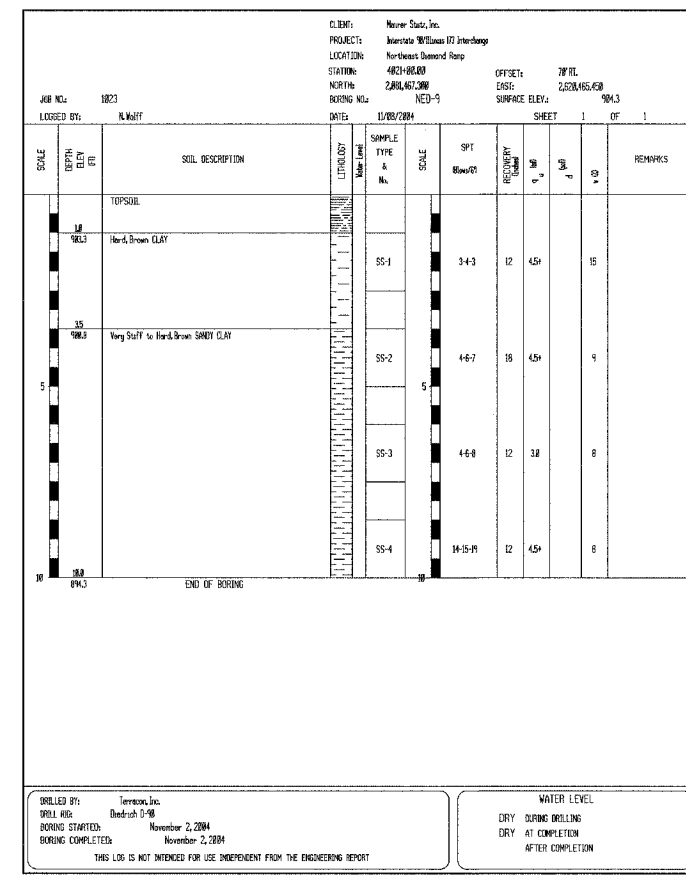 CLIENT: Maurer Stutz, Inc.
PROJECT: Interstate 90/Illinois 173 Interchange
LOCATION: Northeast Diamond Ramp
STATION: 4021+00.00 OFFSET: 70' RT.
NORTH: 2,081,467.300 EAST: 2,620,465.450
JOB NO.: 1023 BORING NO.: NED-9 SURFACE ELEV.: 904.3
LOGGED BY: N. Wolff DATE: 11/08/2004 SHEET 1 OF 1
SCALE DEPTH ELEV (FT) SOIL DESCRIPTION LITHOLOGY Water Level SAMPLE TYPE & No. SCALE SPT Blows/6" RECOVERY (inches) q u (tsf) d (pcf) w (%) REMARKS
TOPSOIL
1.0
903.3 Hard, Brown CLAY
SS-1 3-4-3 12 4.5+ 15
3.5
900.8 Very Stiff to Hard, Brown SANDY CLAY
SS-2 4-6-7 18 4.5+ 9
5 5
SS-3 4-6-8 12 3.0 8
SS-4 14-15-19 12 4.5+ 8
10 10.0 10
894.3 END OF BORING
DRILLED BY: Terracon, Inc.
DRILL RIG: Diedrich D-90
BORING STARTED: November 2, 2004
BORING COMPLETED: November 2, 2004
THIS LOG IS NOT INTENDED FOR USE INDEPENDENT FROM THE ENGINEERING REPORT
WATER LEVEL
DRY DURING DRILLING
DRY AT COMPLETION
AFTER COMPLETION